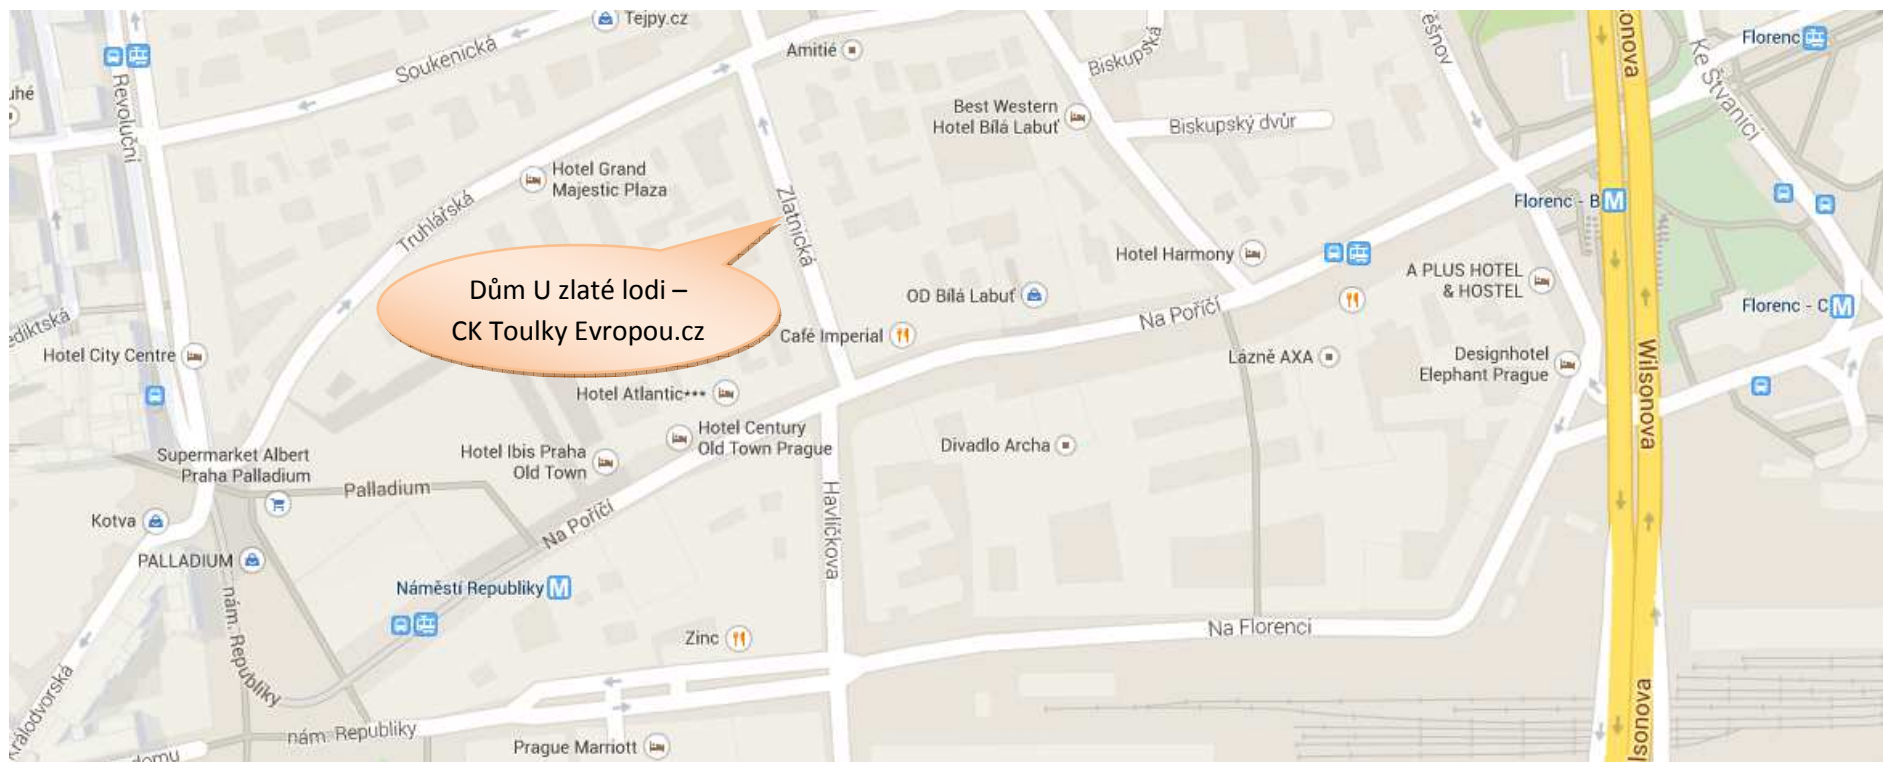 Tejpy.cz
Soukenická
Amitié
Biskupská
Florenc
Ke Štvanici
Revoluční
Best Western
Hotel Bílá Labuť
Biskupský dvůr
Hotel Grand
Majestic Plaza
Truhlářská
Zlatnická
Florenc - B
M
Hotel Harmony
A PLUS HOTEL
& HOSTEL
Dům U zlaté lodi –
CK Toulky Evropou.cz
OD Bílá Labuť
Na Poříčí
Florenc - C
M
Café Imperial
Hotel City Centre
Lázně AXA
Designhotel
Elephant Prague
Wilsonova
Hotel Atlantic***
Hotel Century
Old Town Prague
Divadlo Archa
Hotel Ibis Praha
Old Town
Supermarket Albert
Praha Palladium
Palladium
Kotva
Na Poříčí
Havlíčkova
PALLADIUM
Náměstí Republiky
M
nám. Republiky
Zinc
Na Florenci
Králodvorská
nám. Republiky
Prague Marriott